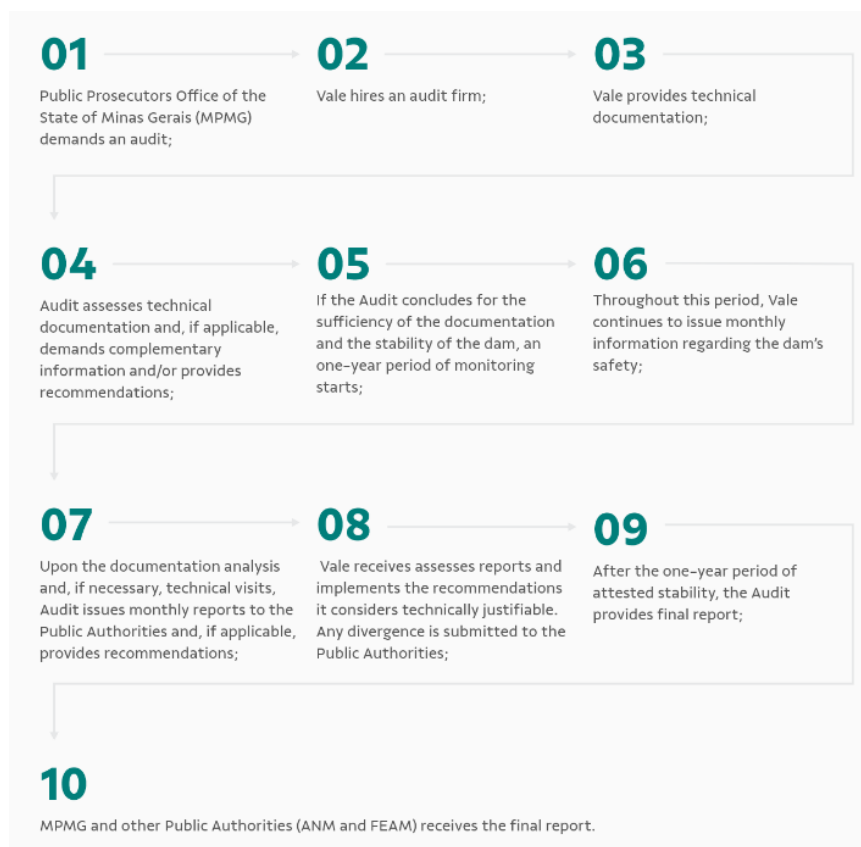 01
Public Prosecutors Office of the
State of Minas Gerais (MPMG)
demands an audit;
02
Vale hires an audit firm;
03
Vale provides technical
documentation;
04
Audit assesses technical
documentation and, if applicable,
demands complementary
information and/or provides
recommendations;
05
If the Audit concludes for the
sufficiency of the documentation
and the stability of the dam, an
one-year period of monitoring
starts;
06
Throughout this period, Vale
continues to issue monthly
information regarding the dam's
safety;
07
Upon the documentation analysis
and, if necessary, technical visits,
Audit issues monthly reports to the
Public Authorities and, if applicable,
provides recommendations;
08
Vale receives assesses reports and
implements the recommendations
it considers technically justifiable.
Any divergence is submitted to the
Public Authorities;
09
After the one-year period of
attested stability, the Audit
provides final report;
10
MPMG and other Public Authorities (ANM and FEAM) receives the final report.